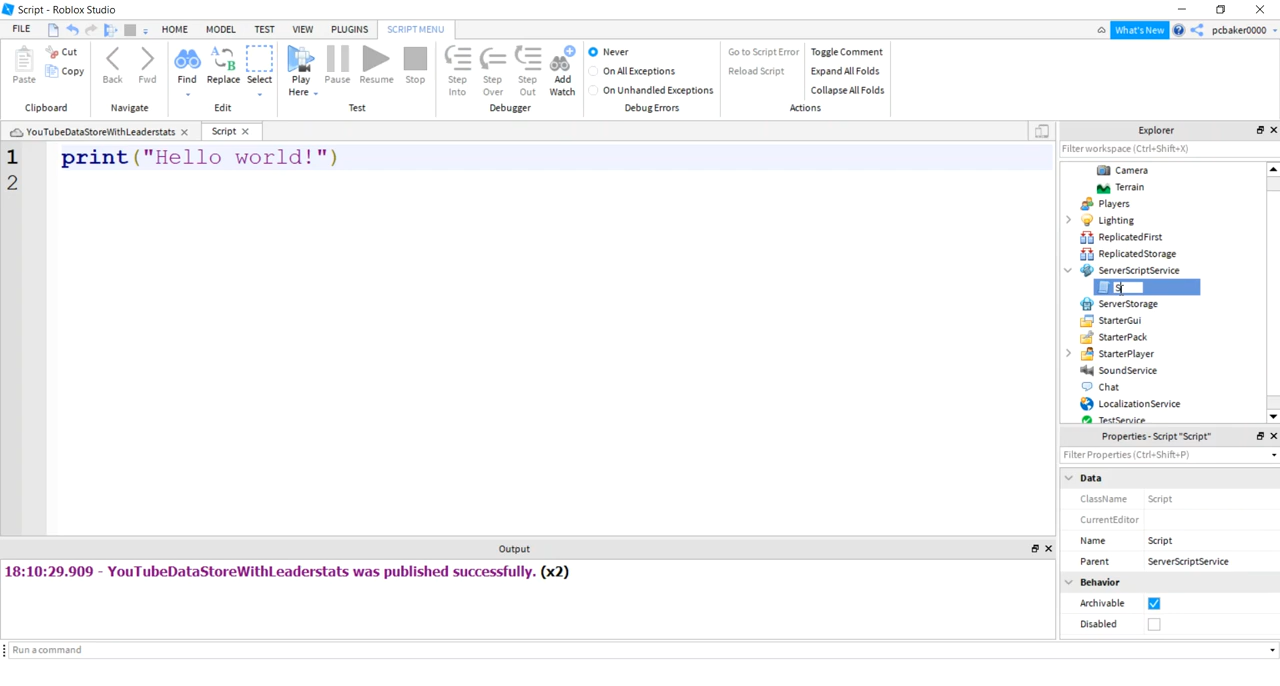 Script - Roblox Studio
FILE HOME MODEL TEST VIEW PLUGINS SCRIPT MENU What's New pcbaker0000
Paste Cut Copy Clipboard
Back Fwd Navigate
Find Replace Select Edit
Play Here Pause Resume Stop Test
Step Into Step Over Step Out Add Watch Debugger
Never
On All Exceptions
On Unhandled Exceptions
Debug Errors
Go to Script Error
Reload Script
Toggle Comment
Expand All Folds
Collapse All Folds
Actions
YouTubeDataStoreWithLeaderstats Script
1 print("Hello world!")
2
Explorer
Filter workspace (Ctrl+Shift+X)
Camera
Terrain
Players
Lighting
ReplicatedFirst
ReplicatedStorage
ServerScriptService
ServerStorage
StarterGui
StarterPack
StarterPlayer
SoundService
Chat
LocalizationService
TestService
Properties - Script "Script"
Filter Properties (Ctrl+Shift+P)
Data
ClassName Script
CurrentEditor
Name Script
Parent ServerScriptService
Behavior
Archivable
Disabled
Output
18:10:29.909 - YouTubeDataStoreWithLeaderstats was published successfully. (x2)
Run a command